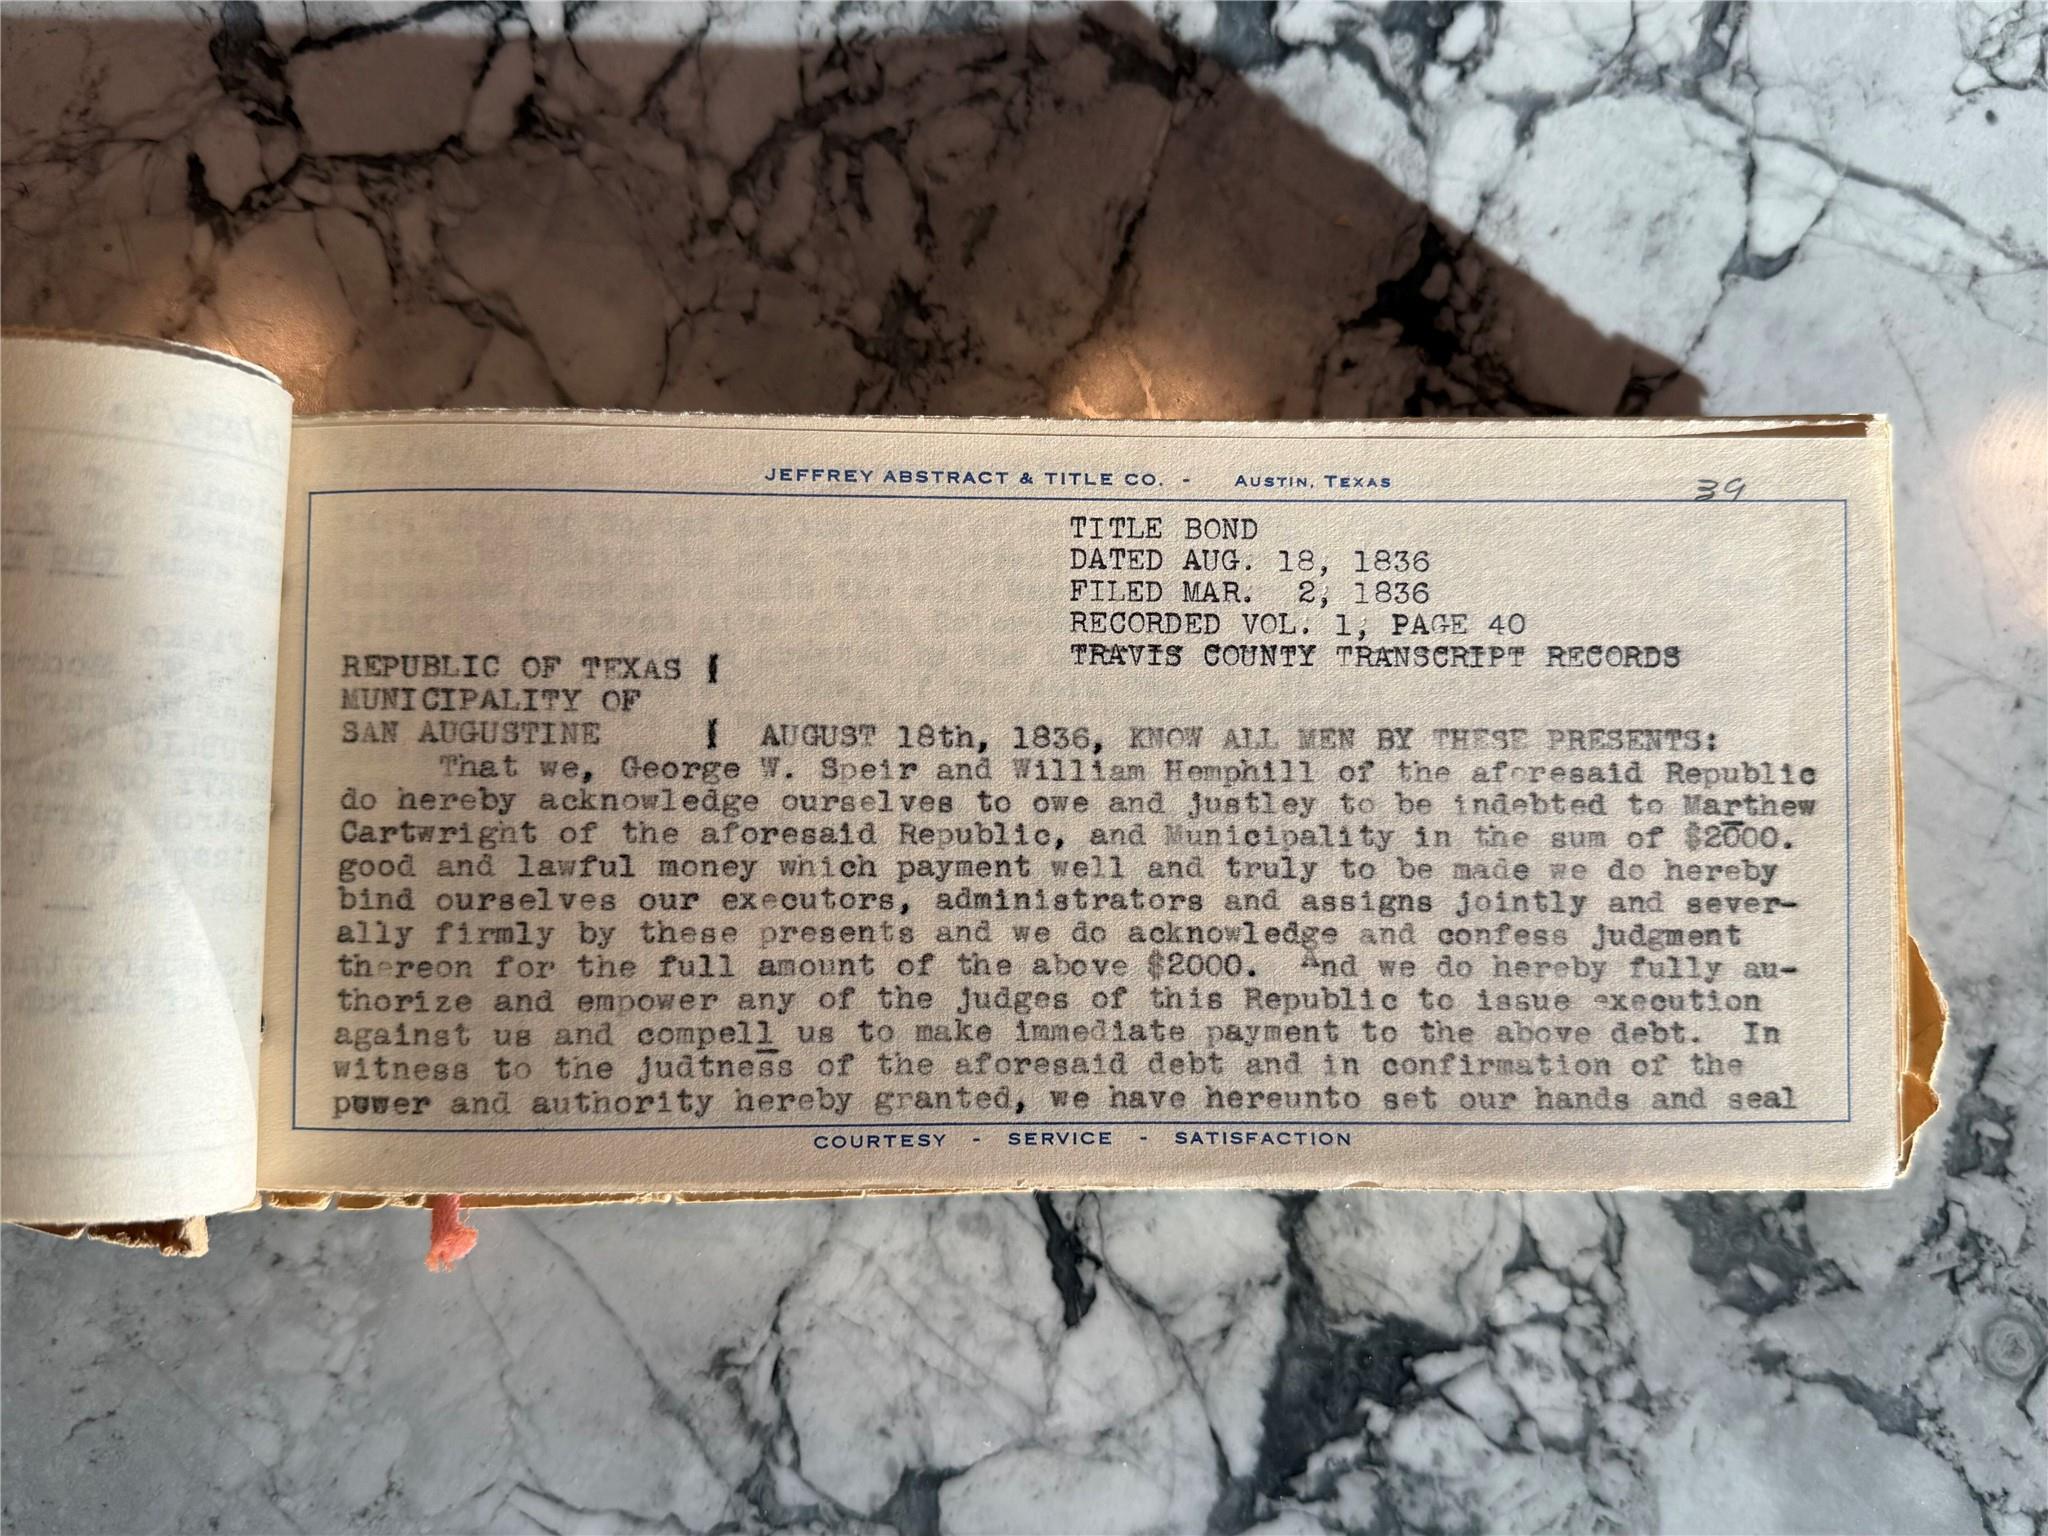 JEFFREY ABSTRACT & TITLE CO. - AUSTIN, TEXAS
39
TITLE BOND
DATED AUG. 18, 1836
FILED MAR. 2, 1836
RECORDED VOL. 1, PAGE 40
TRAVIS COUNTY TRANSCRIPT RECORDS
REPUBLIC OF TEXAS (
MUNICIPALITY OF
SAN AUGUSTINE ( AUGUST 18th, 1836, KNOW ALL MEN BY THESE PRESENTS:
That we, George W. Speir and William Hemphill of the aforesaid Republic
do hereby acknowledge ourselves to owe and justley to be indebted to Marthew
Cartwright of the aforesaid Republic, and Municipality in the sum of $2000.
good and lawful money which payment well and truly to be made we do hereby
bind ourselves our executors, administrators and assigns jointly and sever-
ally firmly by these presents and we do acknowledge and confess judgment
thereon for the full amount of the above $2000. And we do hereby fully au-
thorize and empower any of the judges of this Republic to issue execution
against us and compell us to make immediate payment to the above debt. In
witness to the judtness of the aforesaid debt and in confirmation of the
power and authority hereby granted, we have hereunto set our hands and seal
COURTESY - SERVICE - SATISFACTION